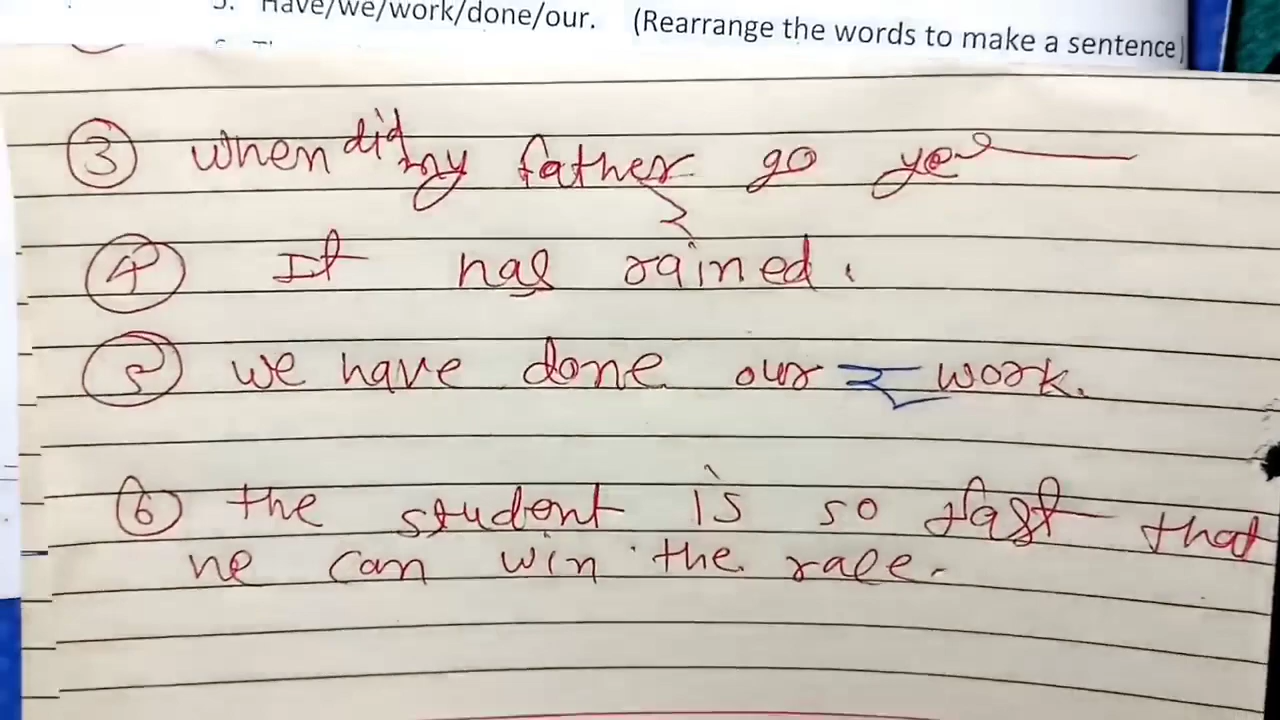 5. Have/we/work/done/our. (Rearrange the words to make a sentence)
3 when did my father go
4 It has rained.
5 we have done our work.
6 the student is so fast that
he can win the race.